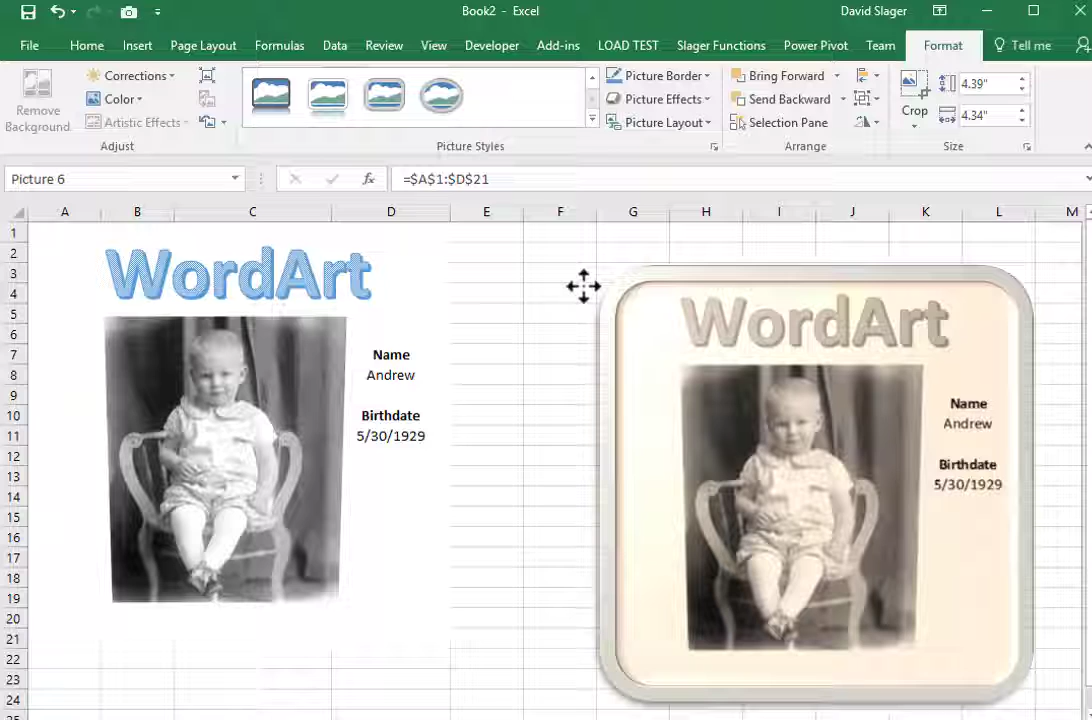 Book2 - Excel
David Slager
File Home Insert Page Layout Formulas Data Review View Developer Add-ins LOAD TEST Slager Functions Power Pivot Team Format Tell me
Remove Background
Corrections
Color
Artistic Effects
Adjust
Picture Styles
Picture Border
Picture Effects
Picture Layout
Bring Forward
Send Backward
Selection Pane
Arrange
Crop
4.39"
4.34"
Size
Picture 6
fx
=$A$1:$D$21
A B C D E F G H I J K L M
1
2
3
4
5
6
7
8
9
10
11
12
13
14
15
16
17
18
19
20
21
22
23
24
25
WordArt
Name
Andrew
Birthdate
5/30/1929
WordArt
Name
Andrew
Birthdate
5/30/1929